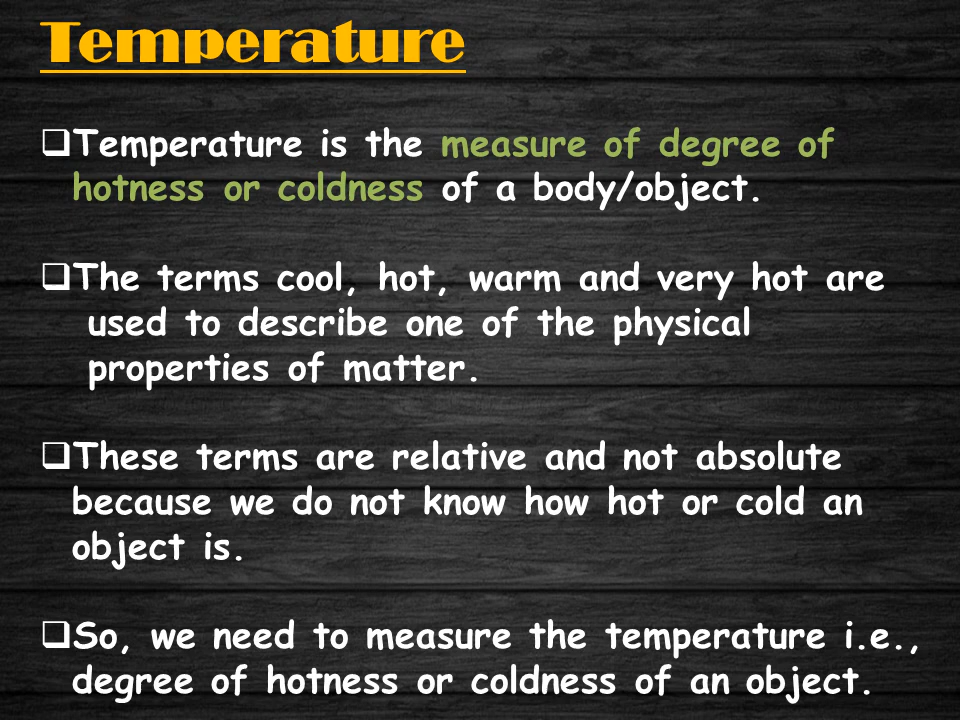 Temperature
❑Temperature is the measure of degree of
hotness or coldness of a body/object.
❑The terms cool, hot, warm and very hot are
used to describe one of the physical
properties of matter.
❑These terms are relative and not absolute
because we do not know how hot or cold an
object is.
❑So, we need to measure the temperature i.e.,
degree of hotness or coldness of an object.